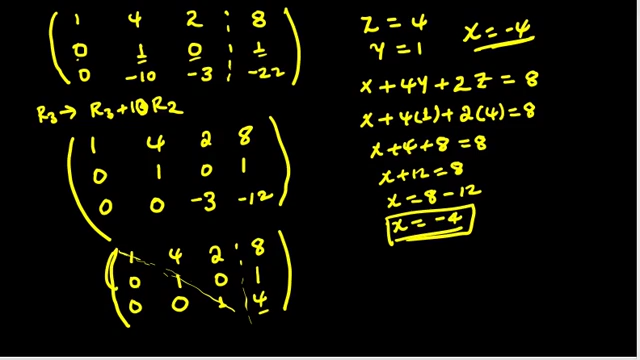 1 4 2 8
0 1 0 1
0 -10 -3 -22
R3 → R3+10R2
1 4 2 8
0 1 0 1
0 0 -3 -12
1 4 2 8
0 1 0 1
0 0 1 4
Z = 4
Y = 1
x = -4
x + 4Y + 2Z = 8
x + 4(1) + 2(4) = 8
x + 4 + 8 = 8
x + 12 = 8
x = 8 - 12
x = -4